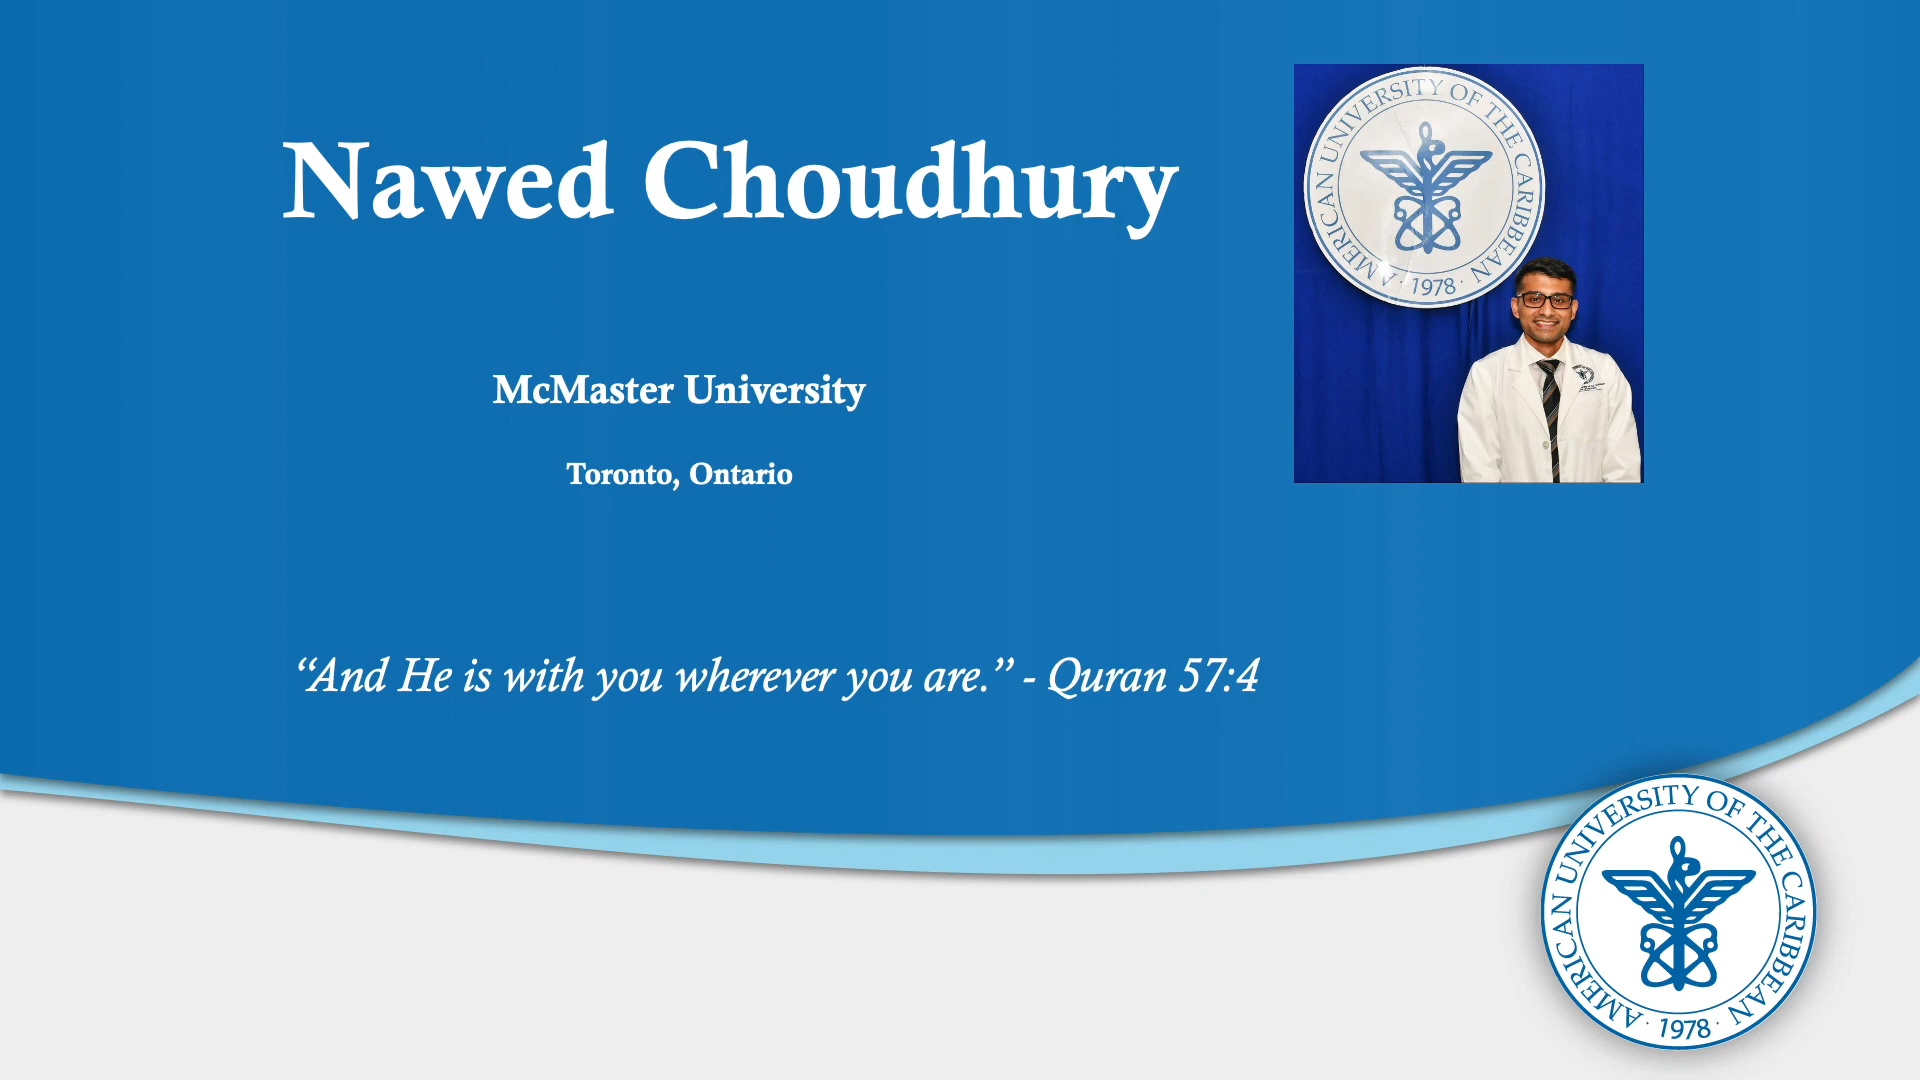 Nawed Choudhury
AMERICAN UNIVERSITY OF THE CARIBBEAN
· 1978 ·
McMaster University
Toronto, Ontario
“And He is with you wherever you are.” - Quran 57:4
AMERICAN UNIVERSITY OF THE CARIBBEAN
· 1978 ·